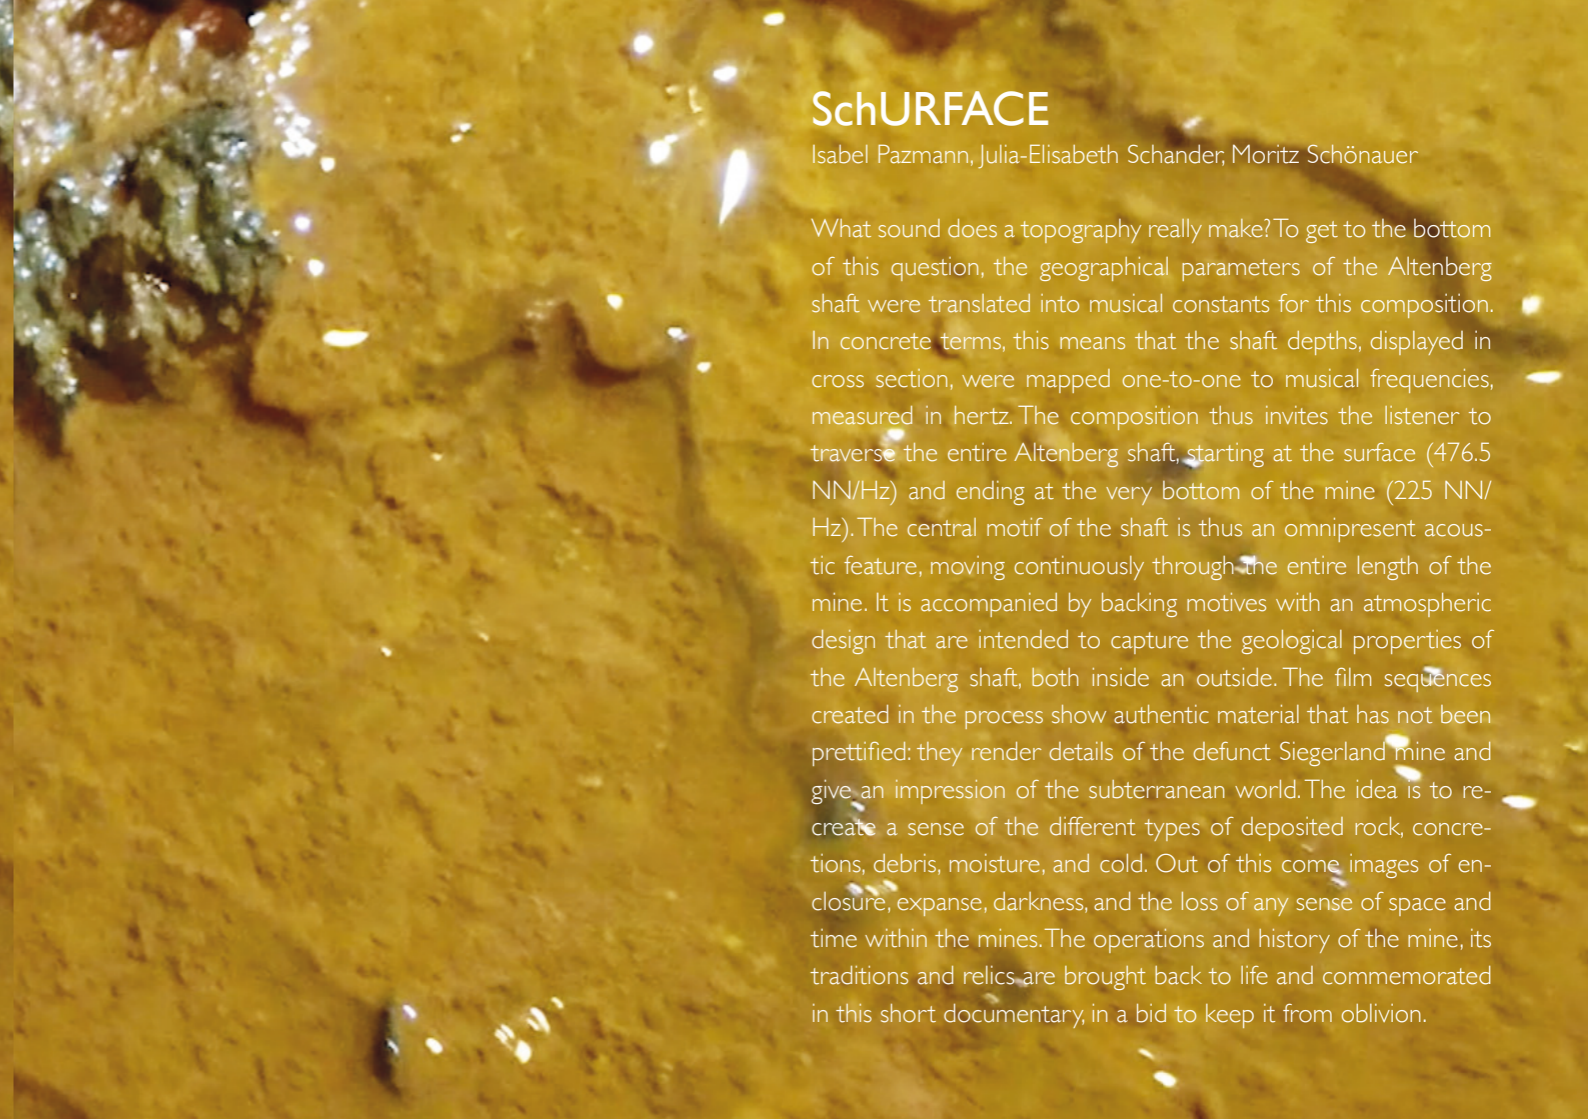 SchURFACE
Isabel Pazmann, Julia-Elisabeth Schander, Moritz Schönauer
What sound does a topography really make? To get to the bottom
of this question, the geographical parameters of the Altenberg
shaft were translated into musical constants for this composition.
In concrete terms, this means that the shaft depths, displayed in
cross section, were mapped one-to-one to musical frequencies,
measured in hertz. The composition thus invites the listener to
traverse the entire Altenberg shaft, starting at the surface (476.5
NN/Hz) and ending at the very bottom of the mine (225 NN/
Hz). The central motif of the shaft is thus an omnipresent acous-
tic feature, moving continuously through the entire length of the
mine. It is accompanied by backing motives with an atmospheric
design that are intended to capture the geological properties of
the Altenberg shaft, both inside an outside. The film sequences
created in the process show authentic material that has not been
prettified: they render details of the defunct Siegerland mine and
give an impression of the subterranean world. The idea is to re-
create a sense of the different types of deposited rock, concre-
tions, debris, moisture, and cold. Out of this come images of en-
closure, expanse, darkness, and the loss of any sense of space and
time within the mines. The operations and history of the mine, its
traditions and relics are brought back to life and commemorated
in this short documentary, in a bid to keep it from oblivion.